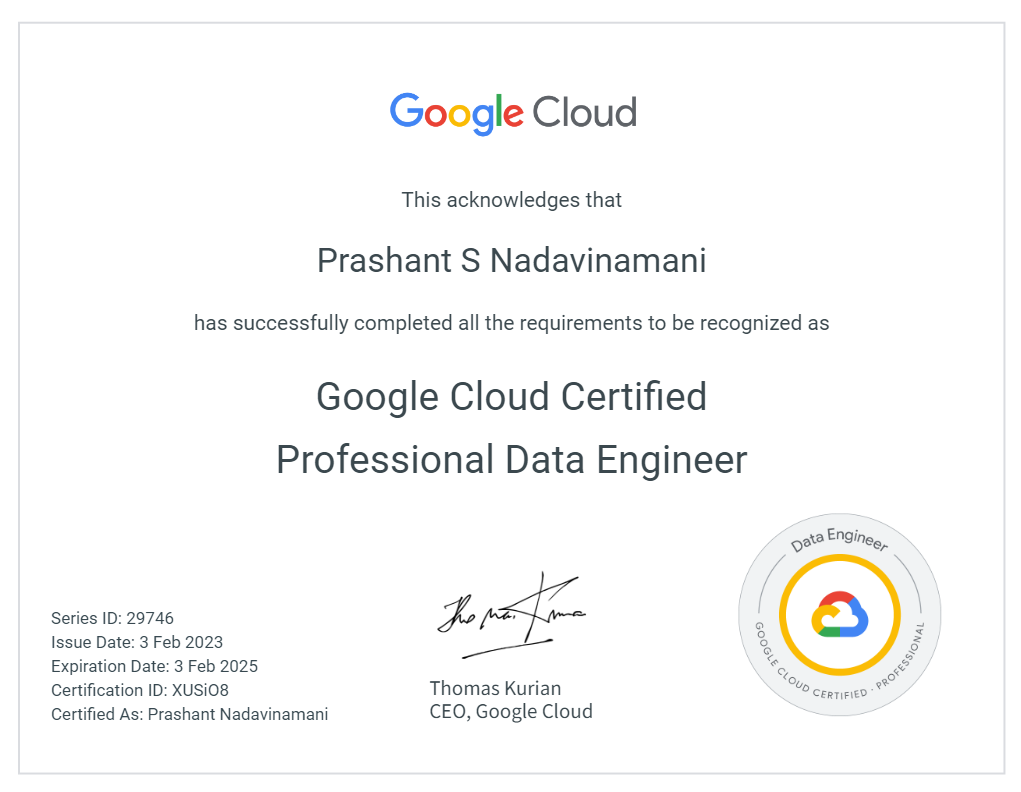 Google Cloud
This acknowledges that
Prashant S Nadavinamani
has successfully completed all the requirements to be recognized as
Google Cloud Certified
Professional Data Engineer
Series ID: 29746
Issue Date: 3 Feb 2023
Expiration Date: 3 Feb 2025
Certification ID: XUSiO8
Certified As: Prashant Nadavinamani
Thomas Kurian
Thomas Kurian
CEO, Google Cloud
Data Engineer
GOOGLE CLOUD CERTIFIED · PROFESSIONAL